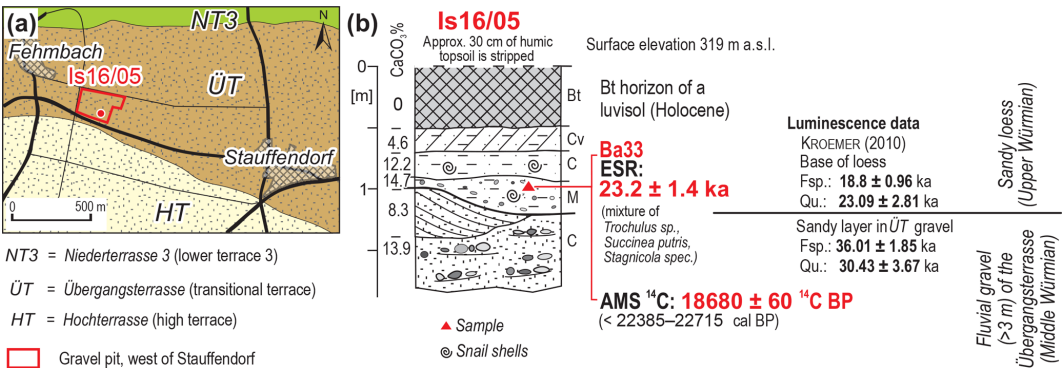 (a)
NT3
N
Fehmbach
Is16/05
ÜT
Stauffendorf
HT
0 500 m
NT3 = Niederterrasse 3 (lower terrace 3)
ÜT = Übergangsterrasse (transitional terrace)
HT = Hochterrasse (high terrace)
Gravel pit, west of Stauffendorf
(b)
Is16/05
Approx. 30 cm of humic
topsoil is stripped
CaCO3%
0
[m]
1
0
4.6
12.2
14.7
8.3
13.9
Bt
Cv
C
M
C
Sample
Snail shells
Surface elevation 319 m a.s.l.
Bt horizon of a
luvisol (Holocene)
Ba33
ESR:
23.2 ± 1.4 ka
(mixture of
Trochulus sp.,
Succinea putris,
Stagnicola spec.)
AMS ¹⁴C: 18680 ± 60 ¹⁴C BP
(< 22385–22715 cal BP)
Luminescence data
KROEMER (2010)
Base of loess
Fsp.: 18.8 ± 0.96 ka
Qu.: 23.09 ± 2.81 ka
Sandy layer in ÜT gravel
Fsp.: 36.01 ± 1.85 ka
Qu.: 30.43 ± 3.67 ka
Sandy loess
(Upper Würmian)
Fluvial gravel
(>3 m) of the
Übergangsterrasse
(Middle Würmian)